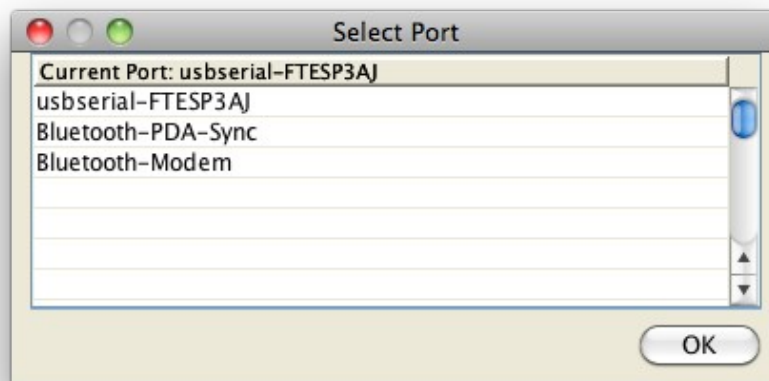 Select Port
Current Port: usbserial-FTESP3AJ
usbserial-FTESP3AJ
Bluetooth-PDA-Sync
Bluetooth-Modem
OK